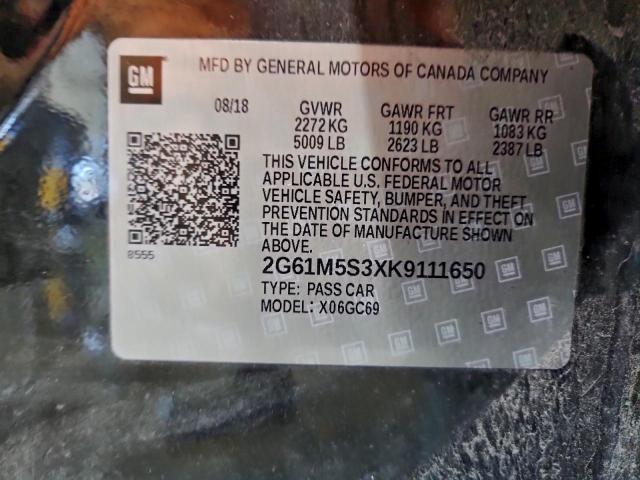 GM
MFD BY GENERAL MOTORS OF CANADA COMPANY
08/18 GVWR GAWR FRT GAWR RR
2272 KG 1190 KG 1083 KG
5009 LB 2623 LB 2387 LB
THIS VEHICLE CONFORMS TO ALL
APPLICABLE U.S. FEDERAL MOTOR
VEHICLE SAFETY, BUMPER, AND THEFT
PREVENTION STANDARDS IN EFFECT ON
THE DATE OF MANUFACTURE SHOWN
ABOVE.
8555
2G61M5S3XK9111650
TYPE: PASS CAR
MODEL: X06GC69